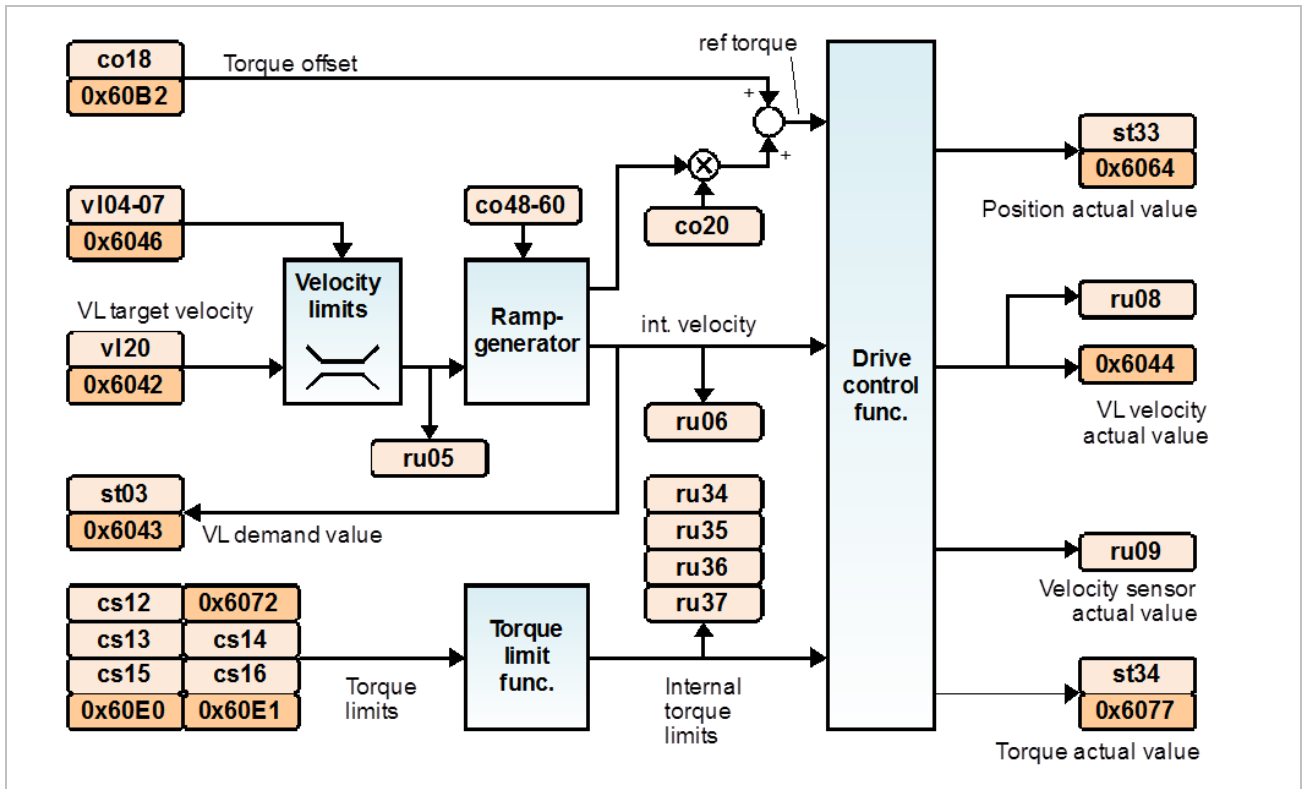 co18
0x60B2
Torque offset
ref torque
+
+
vl04-07
0x6046
co48-60
×
co20
Velocity
limits
VL target velocity
vl20
0x6042
Ramp-
generator
int. velocity
ru05
ru06
st03
0x6043
VL demand value
ru34
ru35
ru36
ru37
cs12 0x6072
cs13 cs14
cs15 cs16
0x60E0 0x60E1
Torque
limits
Torque
limit
func.
Internal
torque
limits
Drive
control
func.
st33
0x6064
Position actual value
ru08
0x6044
VL velocity
actual value
ru09
Velocity sensor
actual value
st34
0x6077
Torque actual value